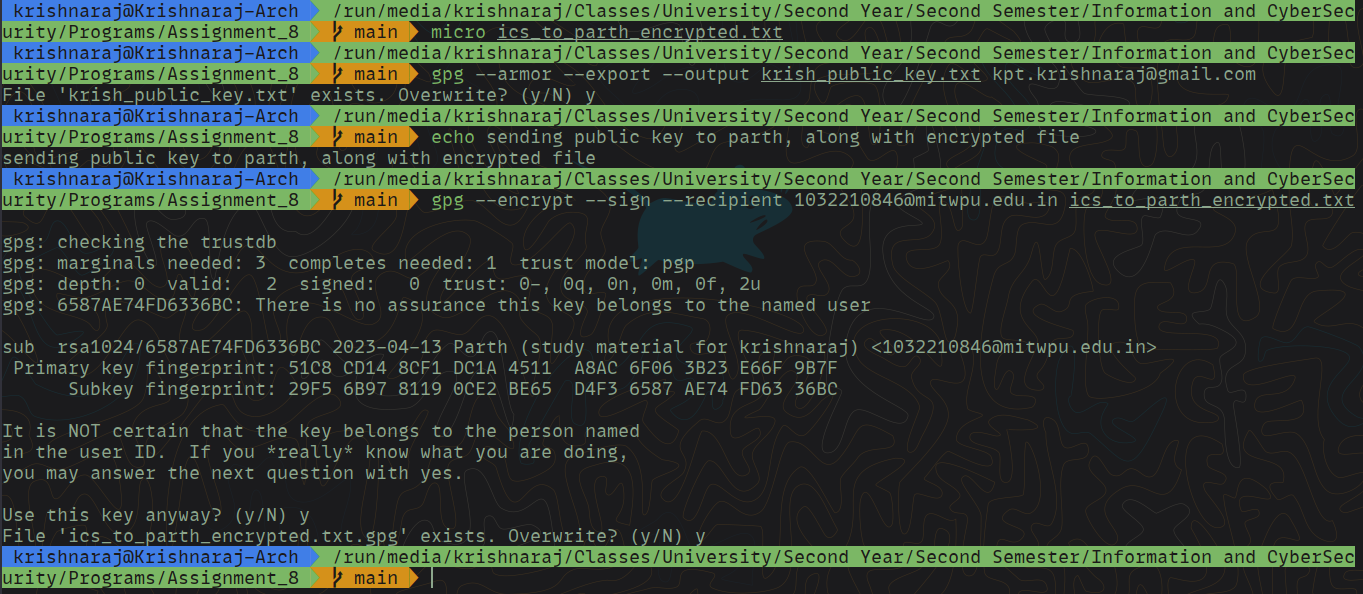 krishnaraj@Krishnaraj-Arch /run/media/krishnaraj/Classes/University/Second Year/Second Semester/Information and CyberSec
urity/Programs/Assignment_8 main micro ics_to_parth_encrypted.txt
krishnaraj@Krishnaraj-Arch /run/media/krishnaraj/Classes/University/Second Year/Second Semester/Information and CyberSec
urity/Programs/Assignment_8 main gpg --armor --export --output krish_public_key.txt kpt.krishnaraj@gmail.com
File 'krish_public_key.txt' exists. Overwrite? (y/N) y
krishnaraj@Krishnaraj-Arch /run/media/krishnaraj/Classes/University/Second Year/Second Semester/Information and CyberSec
urity/Programs/Assignment_8 main echo sending public key to parth, along with encrypted file
sending public key to parth, along with encrypted file
krishnaraj@Krishnaraj-Arch /run/media/krishnaraj/Classes/University/Second Year/Second Semester/Information and CyberSec
urity/Programs/Assignment_8 main gpg --encrypt --sign --recipient 1032210846@mitwpu.edu.in ics_to_parth_encrypted.txt
gpg: checking the trustdb
gpg: marginals needed: 3  completes needed: 1  trust model: pgp
gpg: depth: 0  valid:   2  signed:   0  trust: 0-, 0q, 0n, 0m, 0f, 2u
gpg: 6587AE74FD6336BC: There is no assurance this key belongs to the named user
sub  rsa1024/6587AE74FD6336BC 2023-04-13 Parth (study material for krishnaraj) <1032210846@mitwpu.edu.in>
Primary key fingerprint: 51C8 CD14 8CF1 DC1A 4511  A8AC 6F06 3B23 E66F 9B7F
Subkey fingerprint: 29F5 6B97 8119 0CE2 BE65  D4F3 6587 AE74 FD63 36BC
It is NOT certain that the key belongs to the person named
in the user ID.  If you *really* know what you are doing,
you may answer the next question with yes.
Use this key anyway? (y/N) y
File 'ics_to_parth_encrypted.txt.gpg' exists. Overwrite? (y/N) y
krishnaraj@Krishnaraj-Arch /run/media/krishnaraj/Classes/University/Second Year/Second Semester/Information and CyberSec
urity/Programs/Assignment_8 main